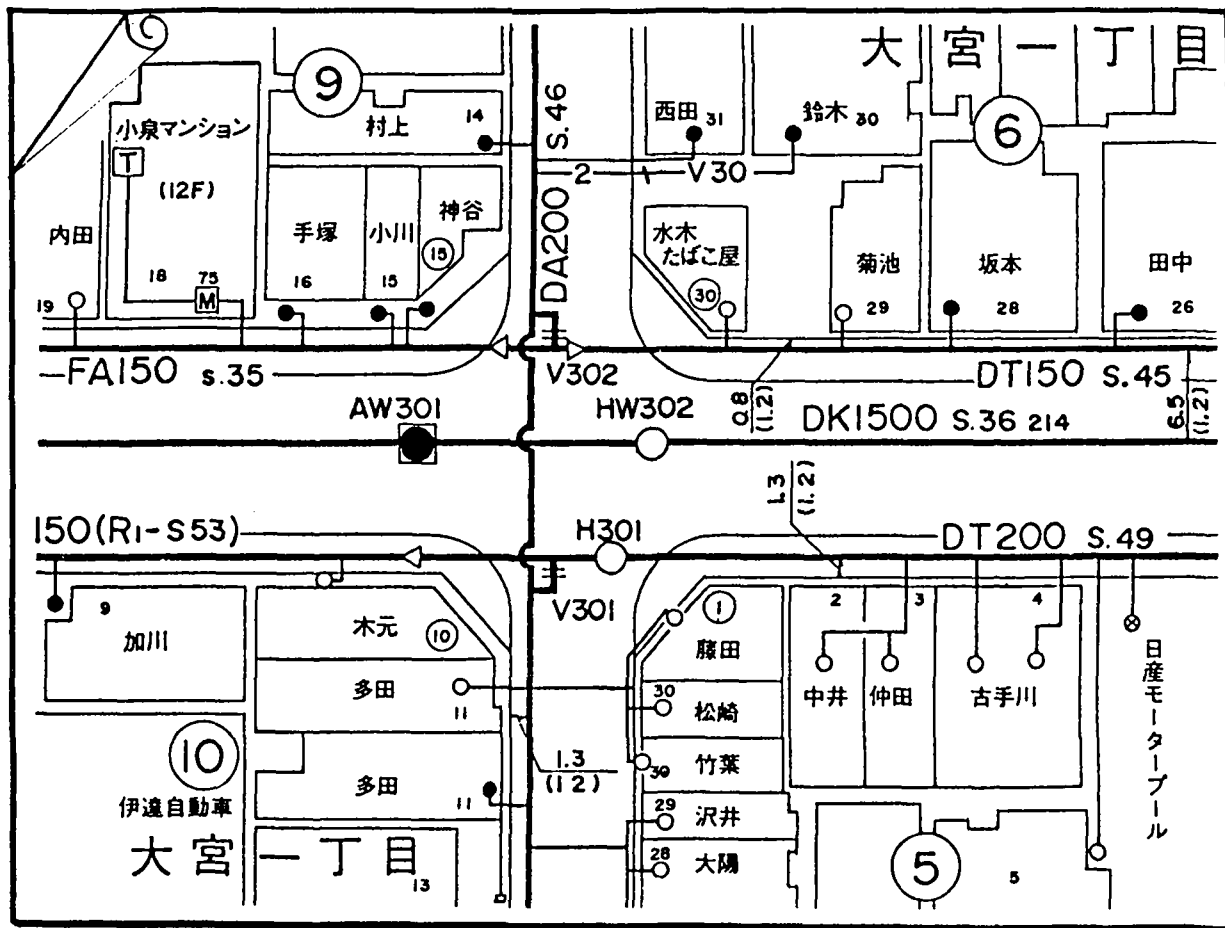 9
大宮一丁目
小泉マンション
T
(12F)
18
75
M
内田
19
村上
14
手塚
16
小川
15
神谷
15
S.46
DA200
西田
31
鈴木
30
6
2
V30
水木
たばこ屋
30
菊池
29
坂本
28
田中
26
FA150 S.35
V302
DT150 S.45
0.8
(1.2)
6.5
(1.2)
AW301
HW302
DK1500 S.36 214
1.3
(1.2)
150(R1-S53)
H301
DT200 S.49
V301
9
加川
木元
10
多田
11
多田
11
10
伊達自動車
大宮一丁目
13
1.3
(12)
1
藤田
30
松崎
30
竹葉
29
沢井
28
大陽
2
中井
3
仲田
4
古手川
日産モータープール
5
5